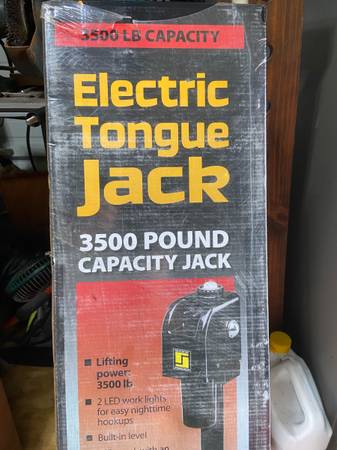 3500 LB CAPACITY
Electric
Tongue
Jack
3500 POUND
CAPACITY JACK
Lifting
power:
3500 lb
2 LED work lights
for easy nighttime
hookups
Built-in level